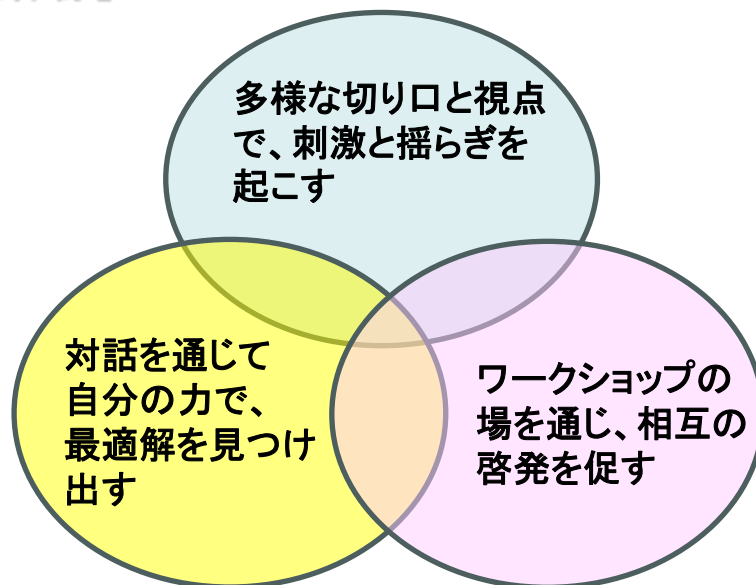 多様な切り口と視点
で、刺激と揺らぎを
起こす
対話を通じて
自分の力で、
最適解を見つけ
出す
ワークショップの
場を通じ、相互の
啓発を促す